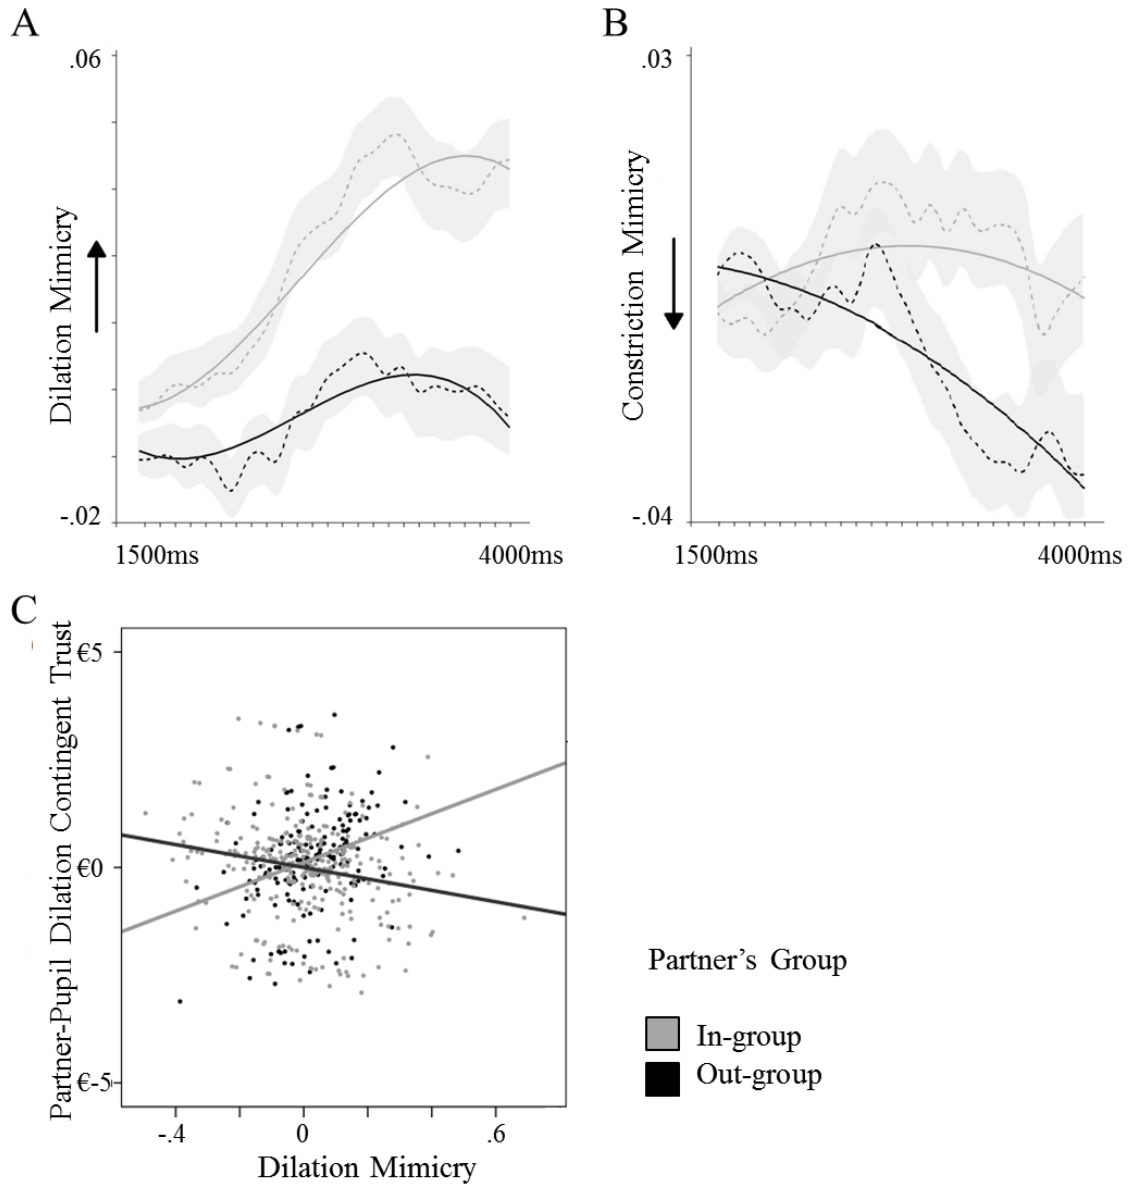 A
.06
Dilation Mimicry
-.02
1500ms 4000ms
B
.03
Constriction Mimicry
-.04
1500ms 4000ms
C
Partner-Pupil Dilation Contingent Trust
€5
€0
€-5
-.4 0 .6
Dilation Mimicry
Partner's Group
In-group
Out-group